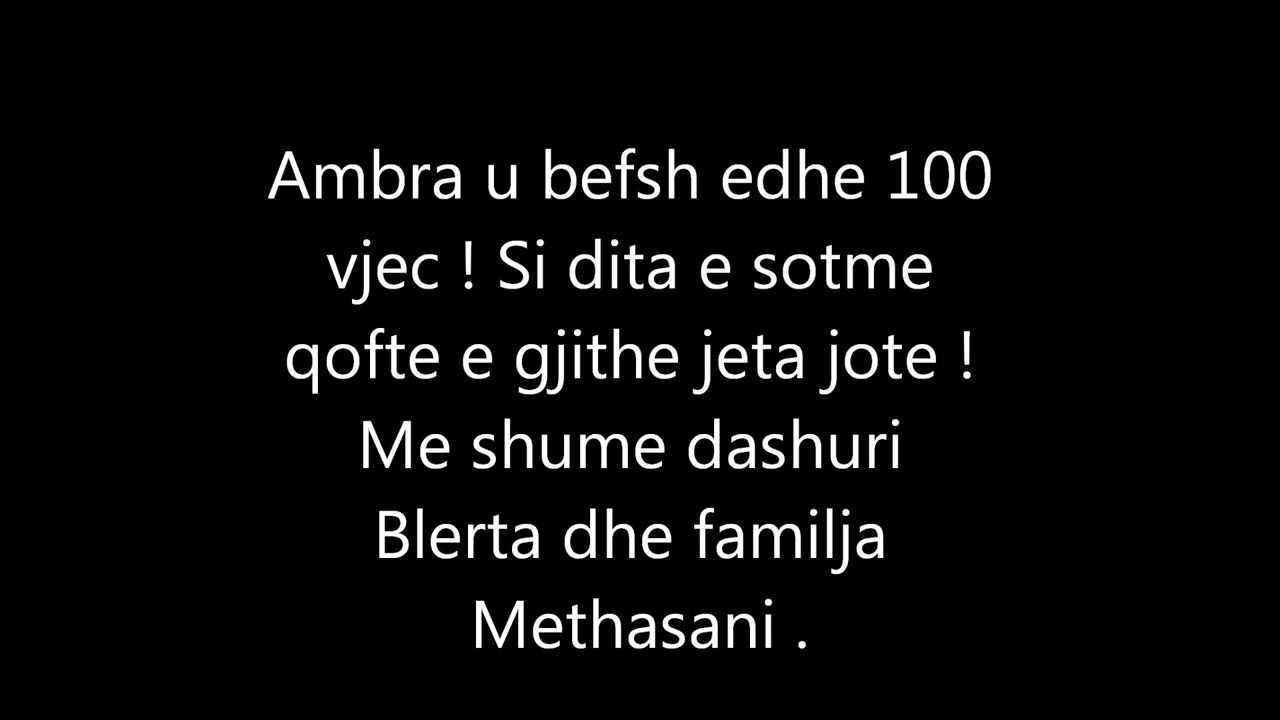 Ambra u befsh edhe 100
vjec ! Si dita e sotme
qofte e gjithe jeta jote !
Me shume dashuri
Blerta dhe familja
Methasani .